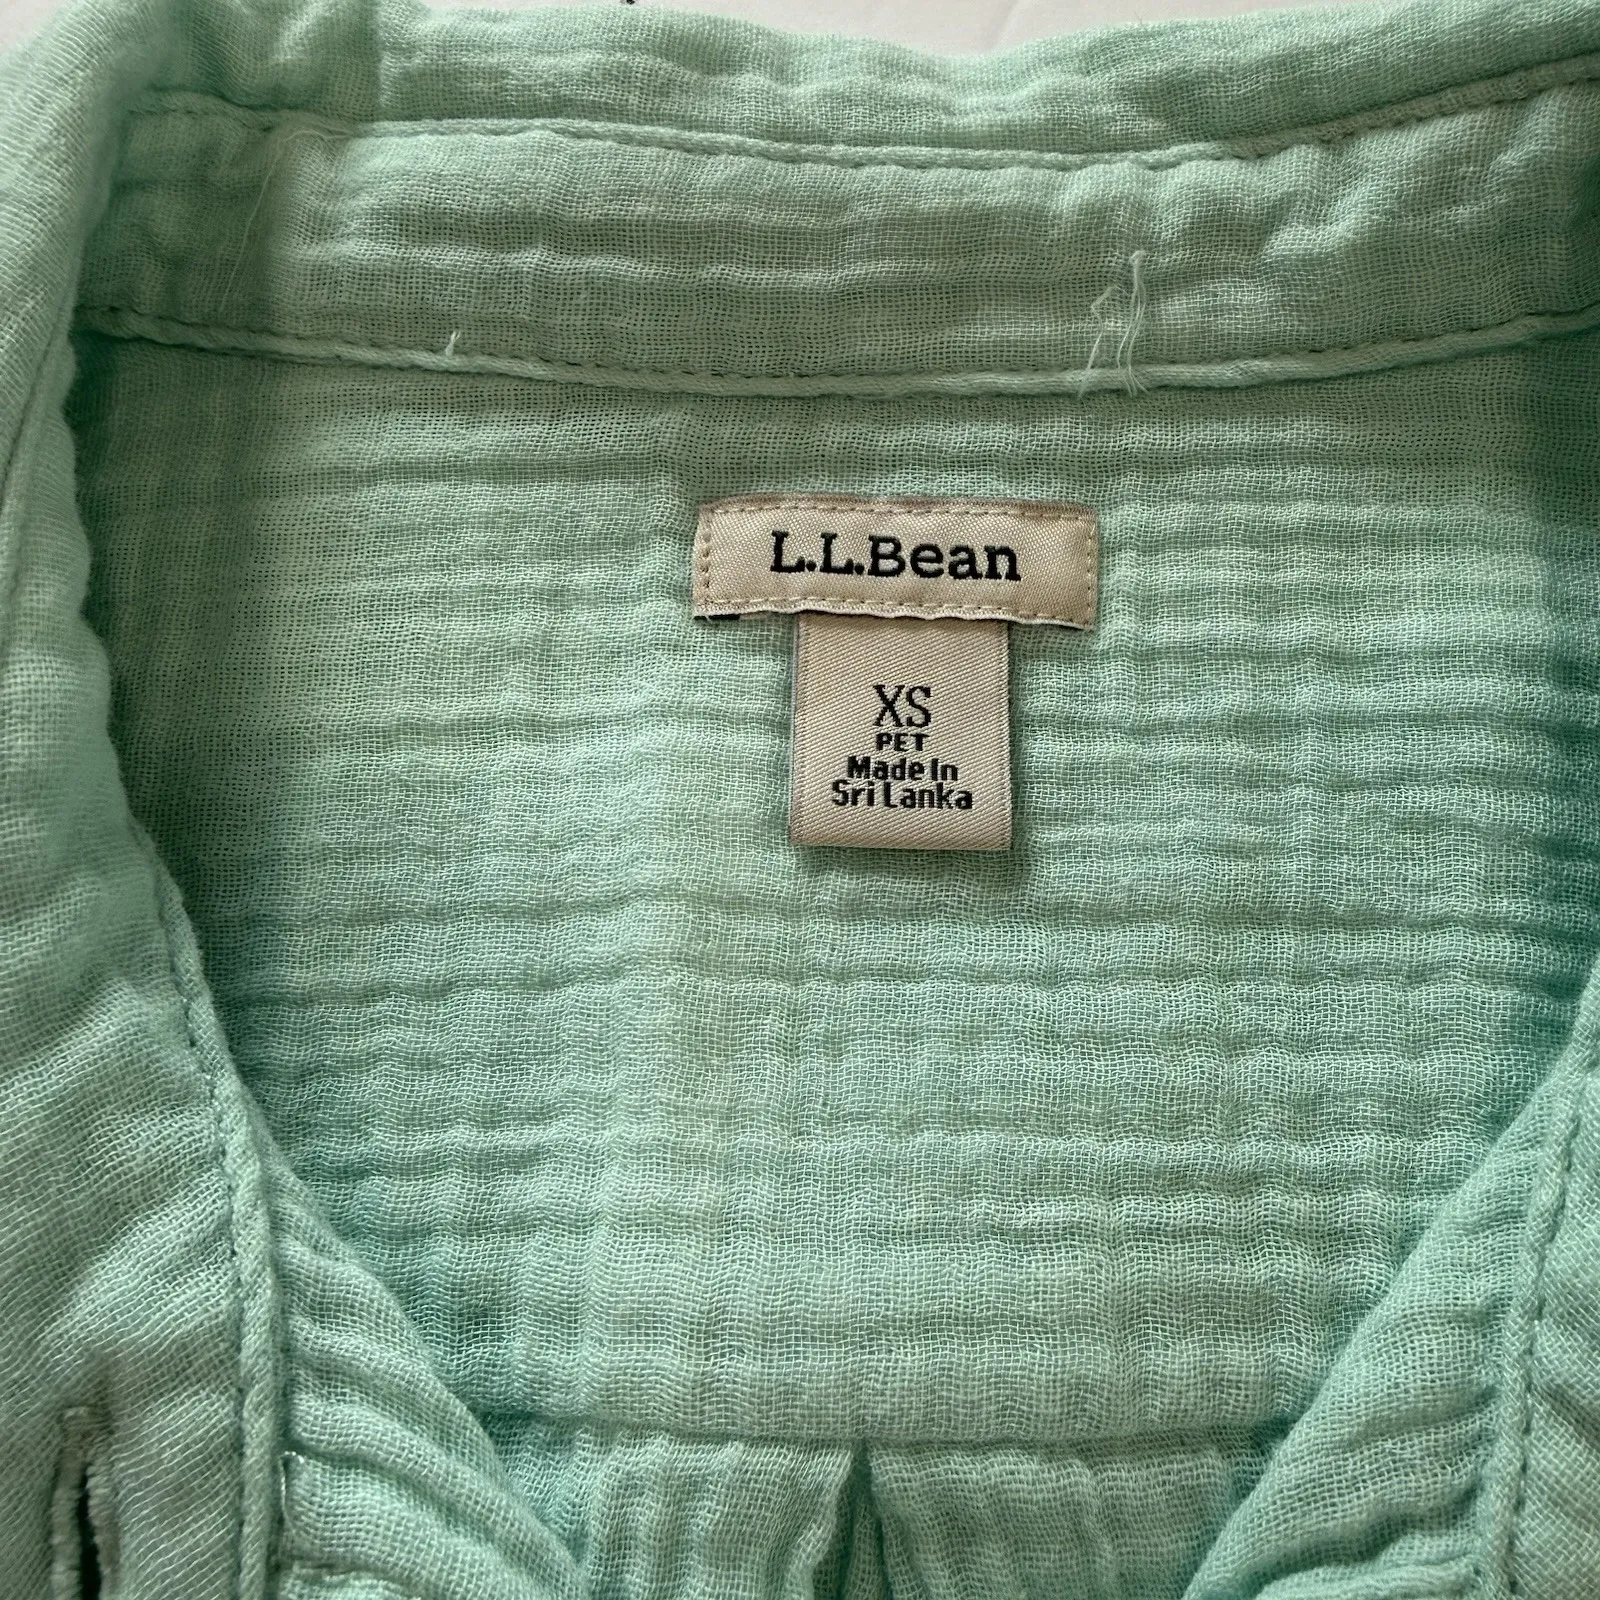 L.L.Bean
XS
PET
Made In
Sri Lanka